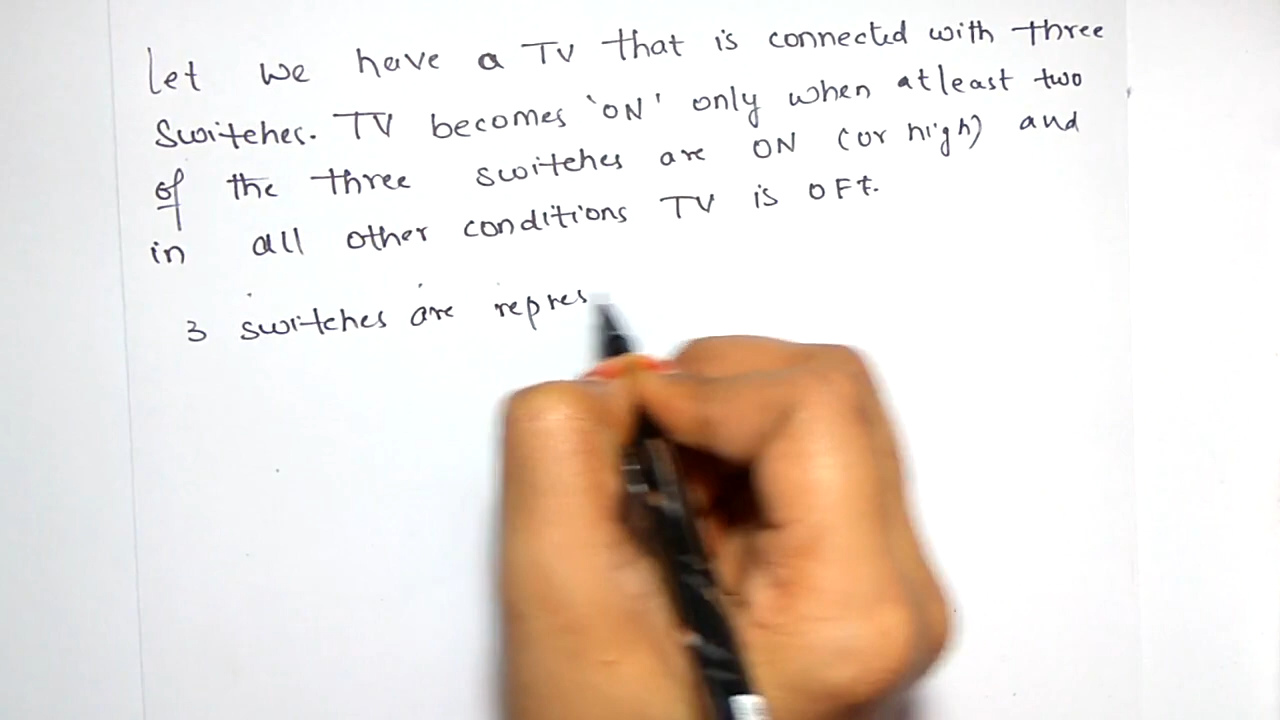 Let we have a TV that is connected with three
switches. TV becomes 'ON' only when atleast two
of the three switches are ON (or high) and
in all other conditions TV is OFF.
3 switches are repres